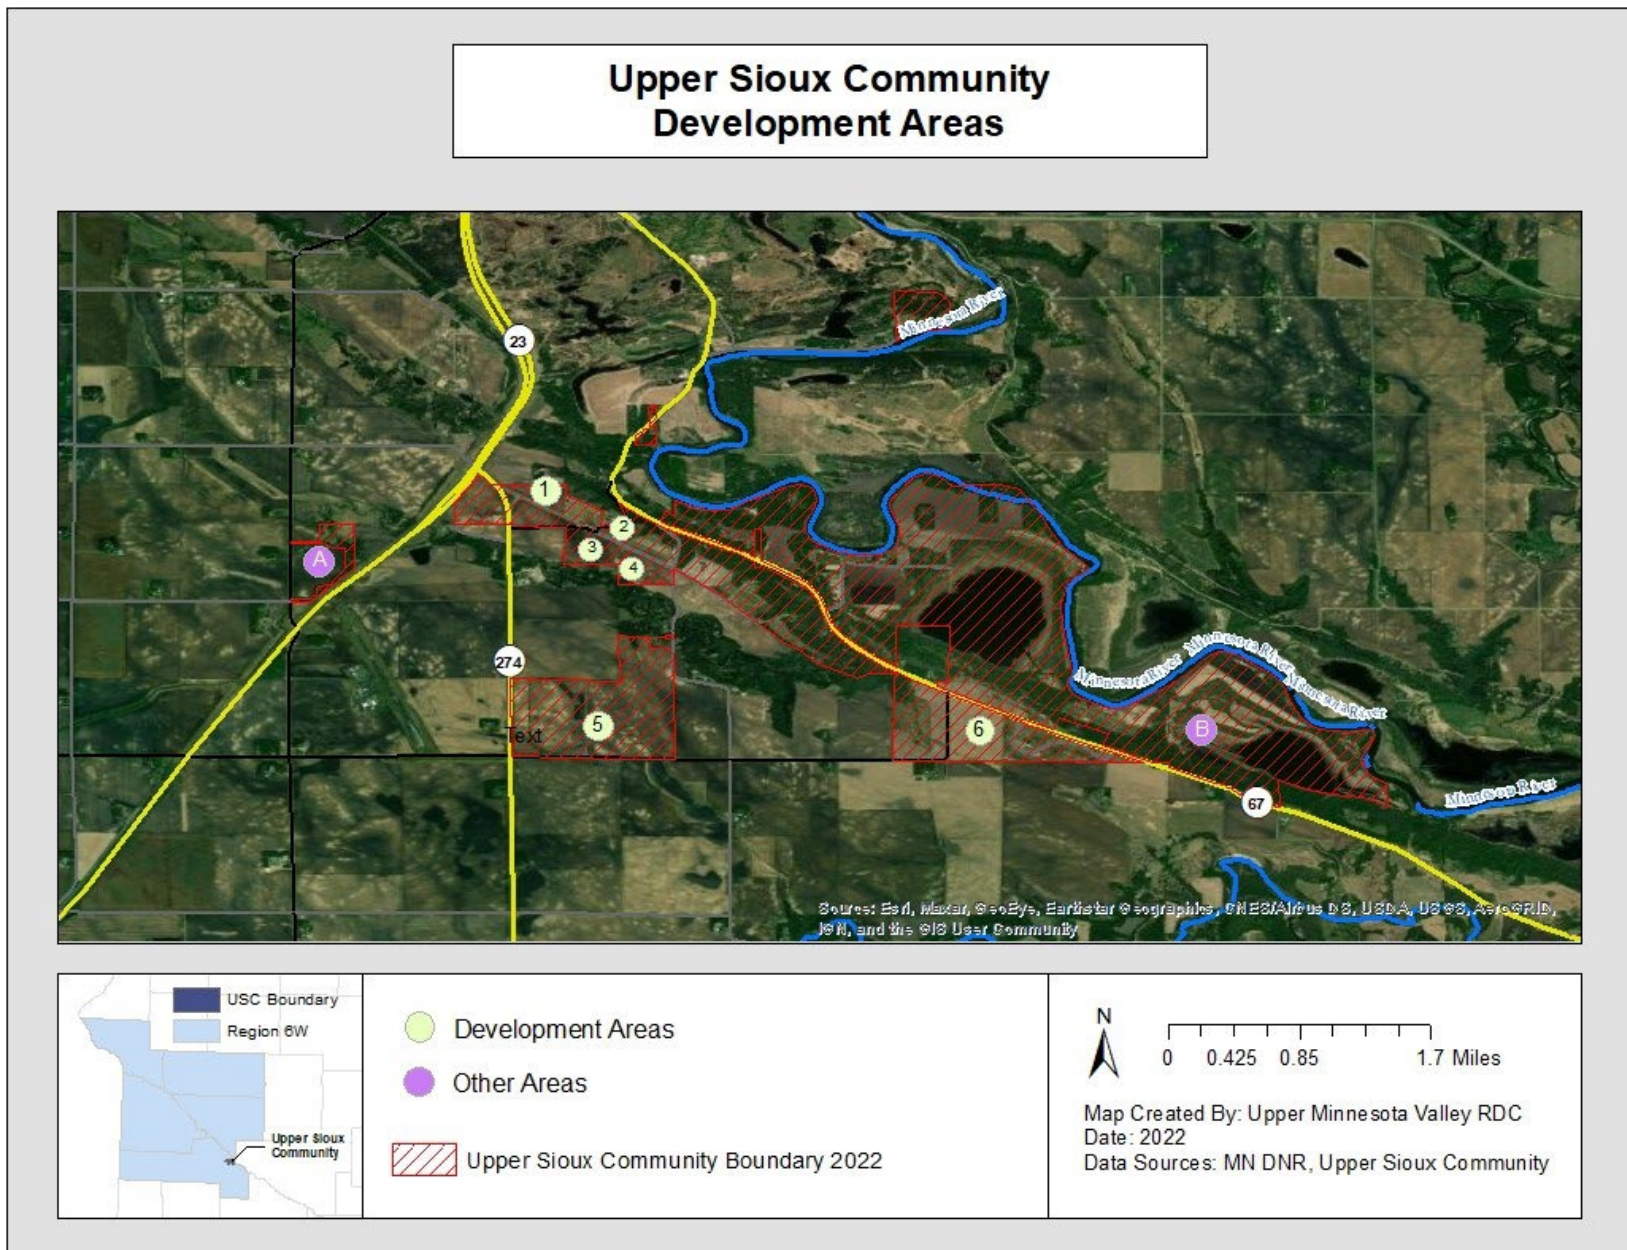 Upper Sioux Community
Development Areas
23
Minnesota River
1
2
3
4
A
274
5
Text
6
B
67
Minnesota River
Minnesota River
Minnesota River
Minnesota River
Source: Esri, Maxar, GeoEye, Earthstar Geographics, CNES/Airbus DS, USDA, USGS, AeroGRID,
IGN, and the GIS User Community
USC Boundary
Region 6W
Upper Sioux
Community
Development Areas
Other Areas
Upper Sioux Community Boundary 2022
N
0 0.425 0.85 1.7 Miles
Map Created By: Upper Minnesota Valley RDC
Date: 2022
Data Sources: MN DNR, Upper Sioux Community